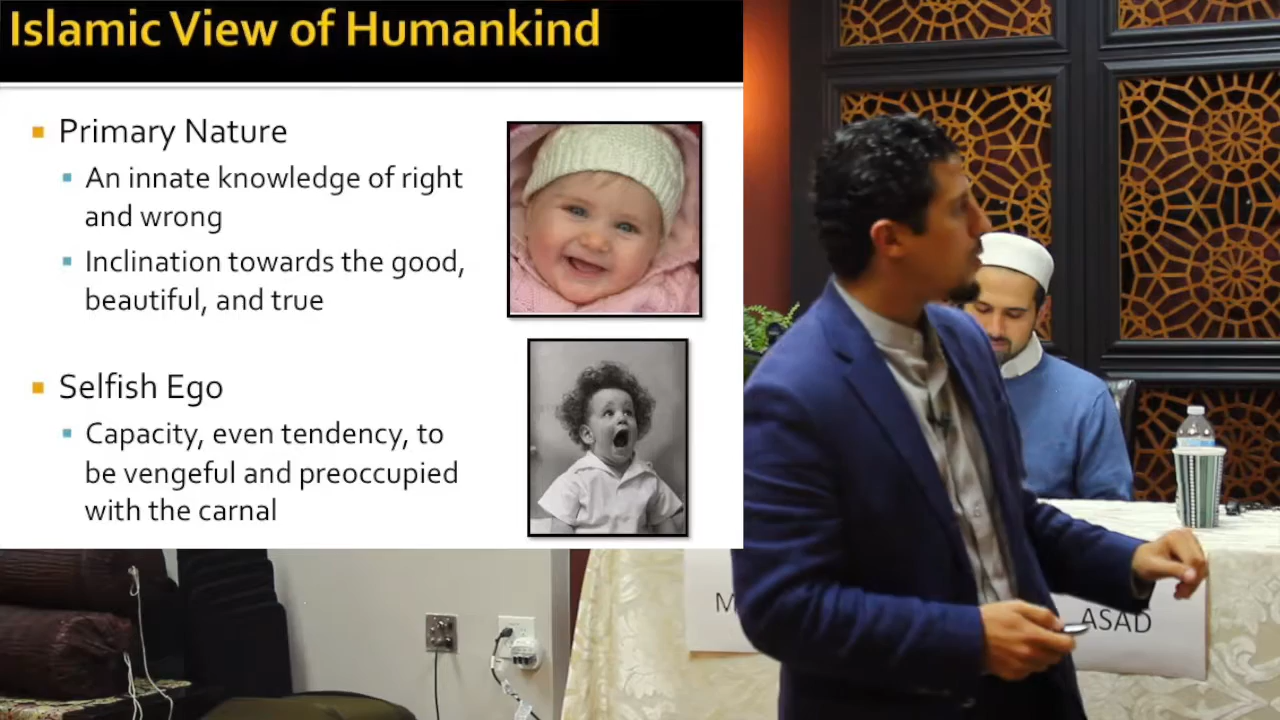 Islamic View of Humankind
Primary Nature
An innate knowledge of right
and wrong
Inclination towards the good,
beautiful, and true
Selfish Ego
Capacity, even tendency, to
be vengeful and preoccupied
with the carnal
ASAD